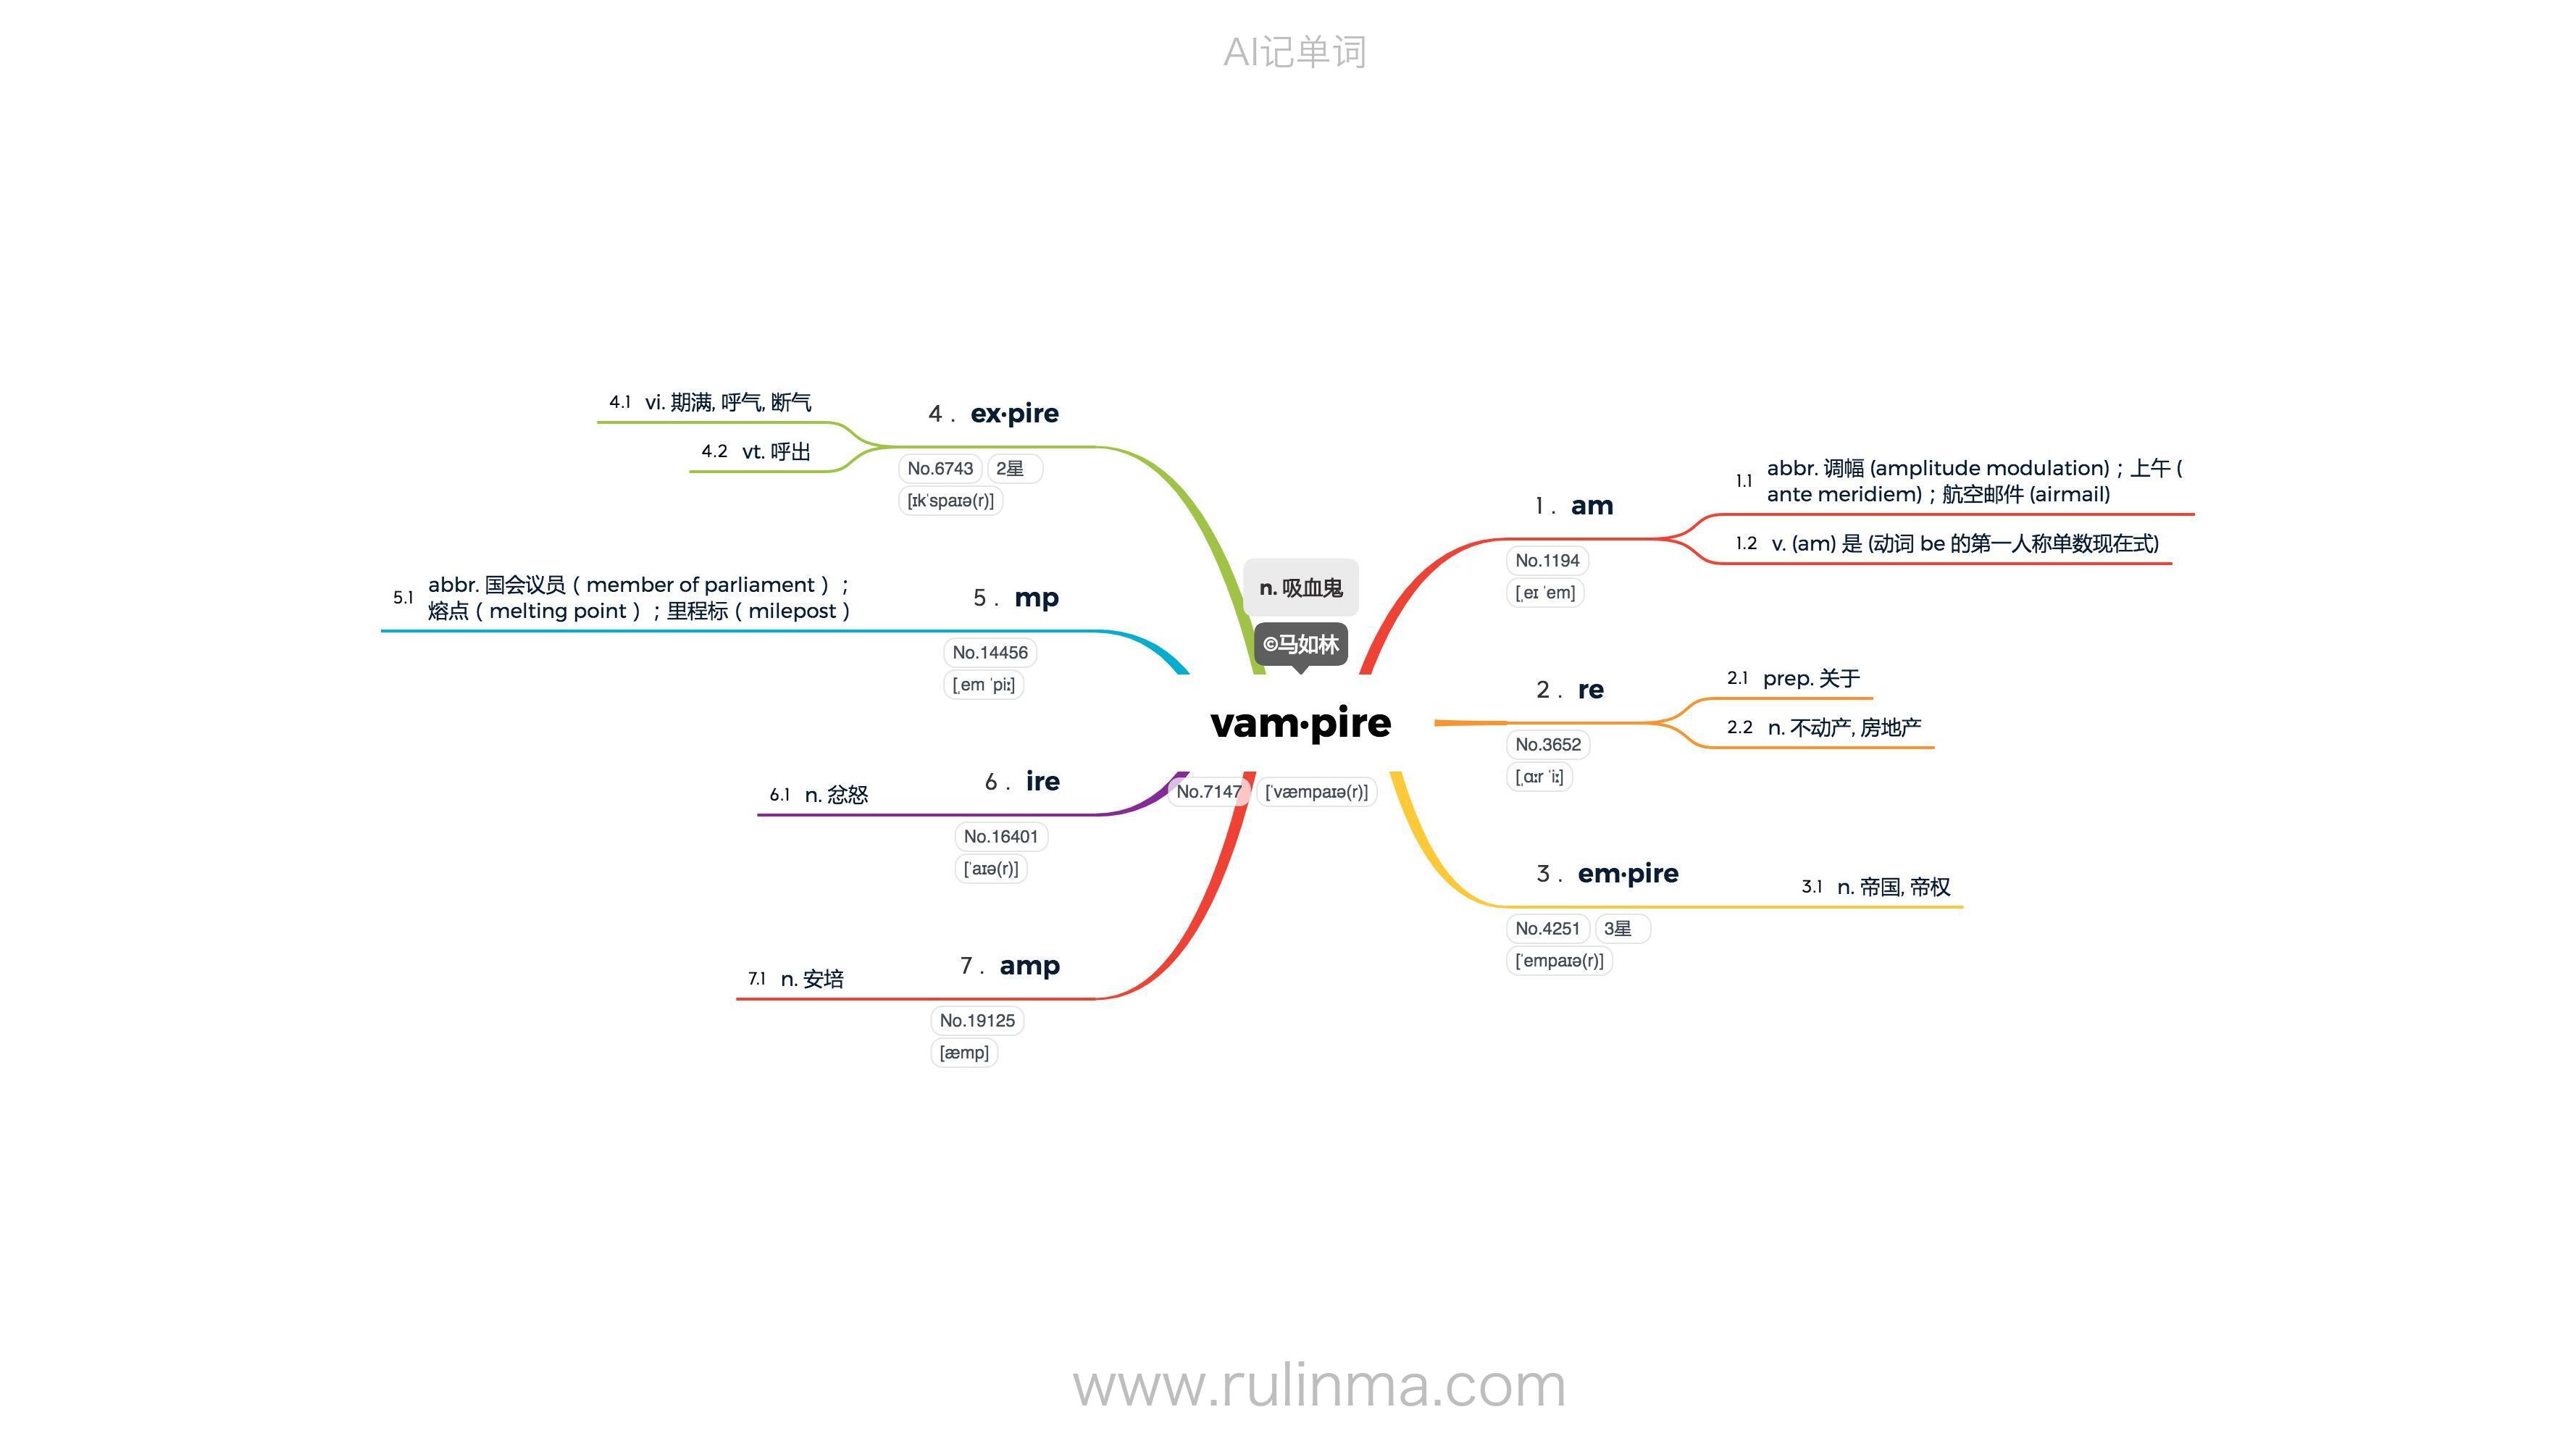 AI记单词
n. 吸血鬼
©马如林
vam·pire
No.7147 [ˈvæmpaɪə(r)]
1 . am
No.1194
[ˌeɪ ˈem]
1.1 abbr. 调幅 (amplitude modulation)；上午 (
ante meridiem)；航空邮件 (airmail)
1.2 v. (am) 是 (动词 be 的第一人称单数现在式)
2 . re
No.3652
[ˌɑːr ˈiː]
2.1 prep. 关于
2.2 n. 不动产, 房地产
3 . em·pire
No.4251 3星
[ˈempaɪə(r)]
3.1 n. 帝国, 帝权
4 . ex·pire
No.6743 2星
[ɪkˈspaɪə(r)]
4.1 vi. 期满, 呼气, 断气
4.2 vt. 呼出
5 . mp
No.14456
[ˌem ˈpiː]
5.1 abbr. 国会议员（member of parliament）；
熔点（melting point）；里程标（milepost）
6 . ire
No.16401
[ˈaɪə(r)]
6.1 n. 忿怒
7 . amp
No.19125
[æmp]
7.1 n. 安培
www.rulinma.com